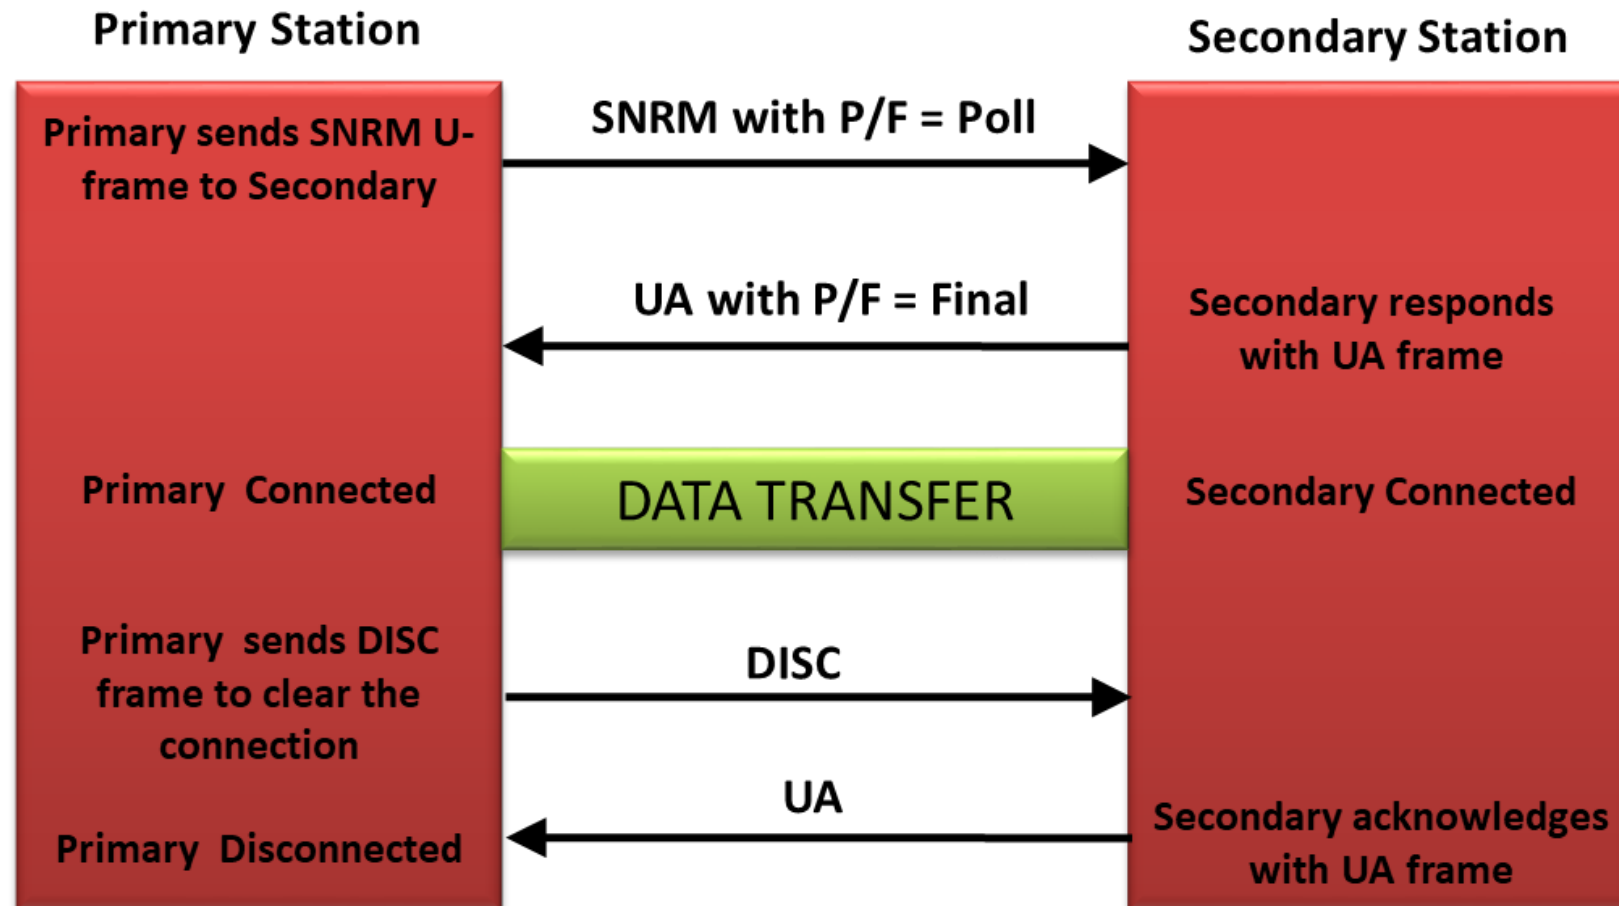 Primary Station
Secondary Station
Primary sends SNRM U-
frame to Secondary
SNRM with P/F = Poll
UA with P/F = Final
Secondary responds
with UA frame
Primary Connected
DATA TRANSFER
Secondary Connected
Primary sends DISC
frame to clear the
connection
DISC
UA
Primary Disconnected
Secondary acknowledges
with UA frame